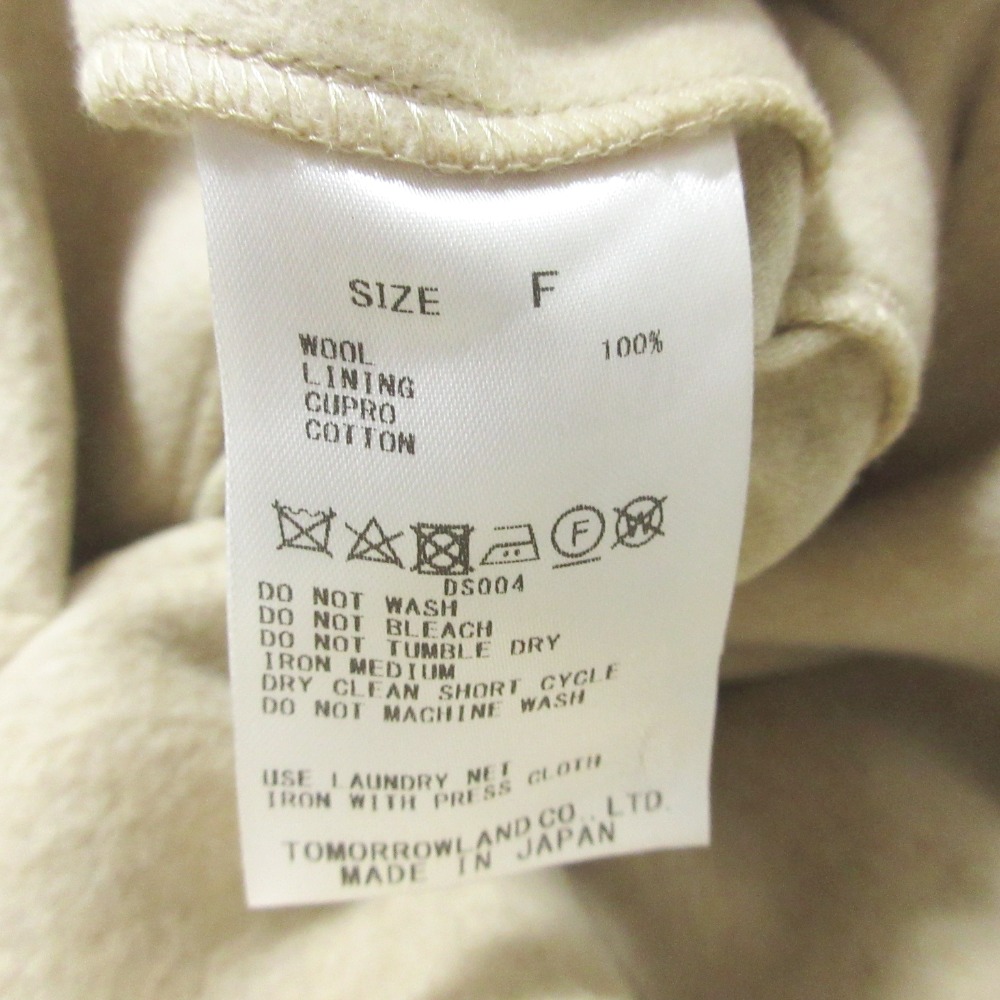 SIZE F
WOOL 100%
LINING
CUPRO
COTTON
F W
DS004
DO NOT WASH
DO NOT BLEACH
DO NOT TUMBLE DRY
IRON MEDIUM
DRY CLEAN SHORT CYCLE
DO NOT MACHINE WASH
USE LAUNDRY NET
IRON WITH PRESS CLOTH
TOMORROWLAND CO., LTD.
MADE IN JAPAN